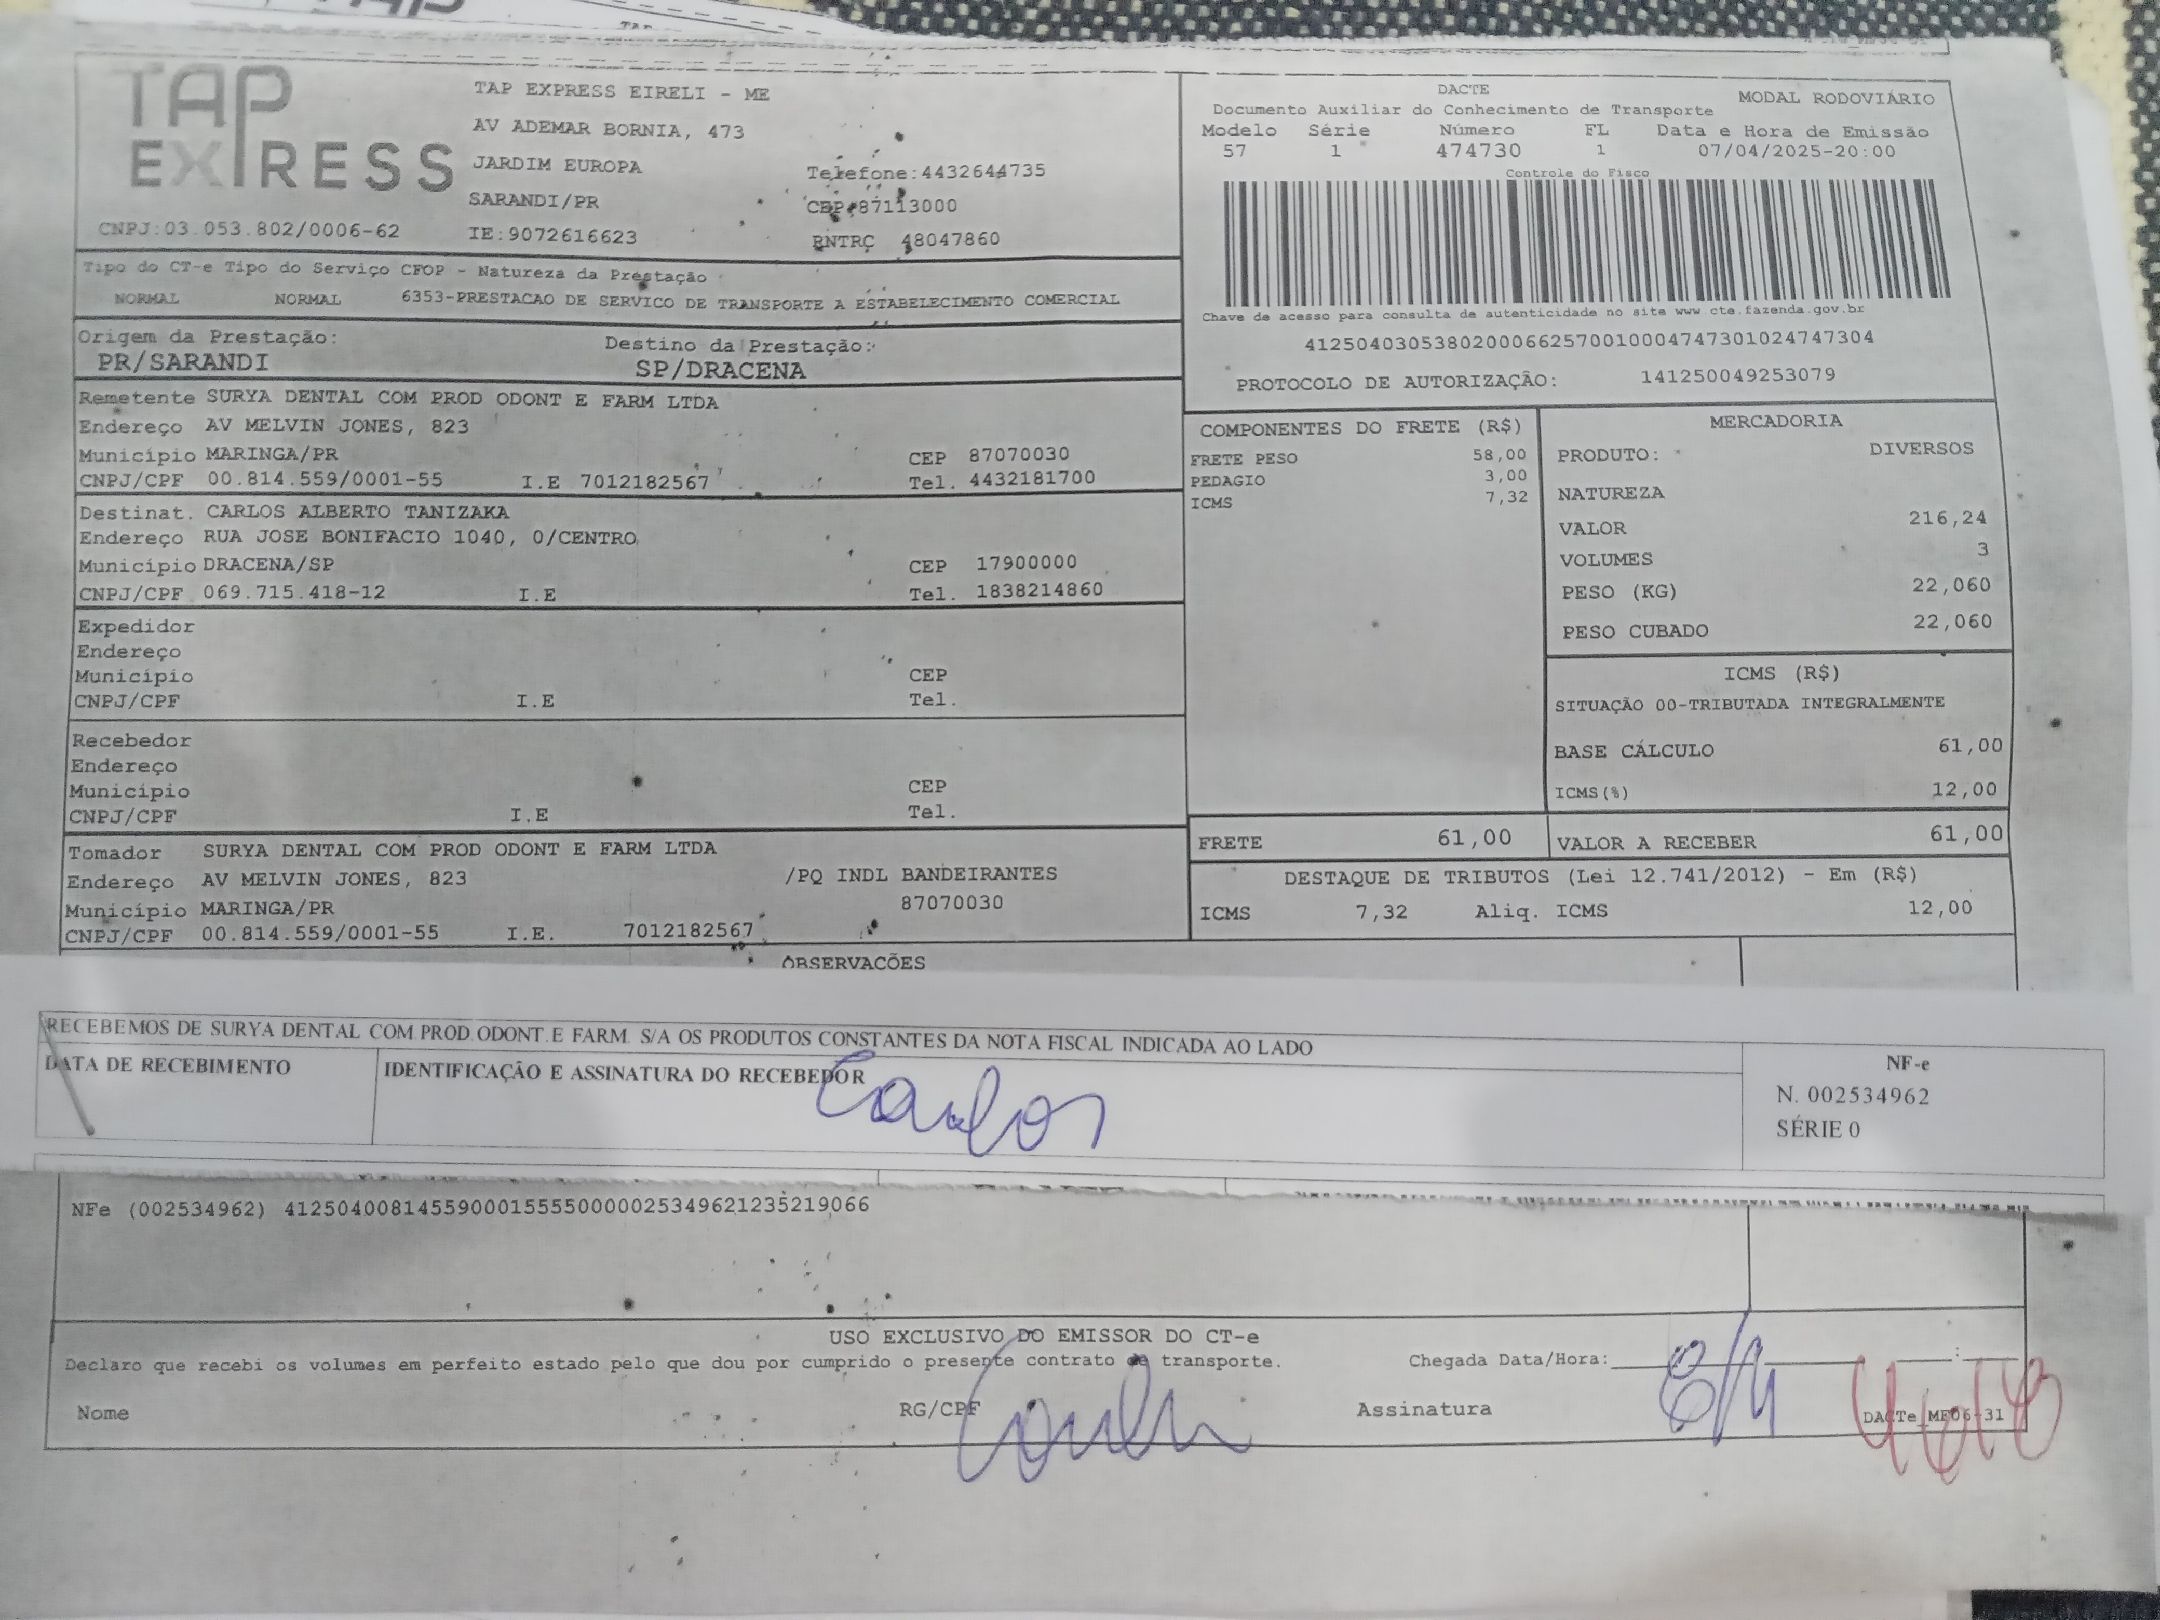 TAP EXPRESS
TAP EXPRESS EIRELI - ME
AV ADEMAR BORNIA, 473
JARDIM EUROPA
Telefone:4432644735
SARANDI/PR
CEP:87113000
CNPJ:03.053.802/0006-62
IE:9072616623
RNTRC 48047860
DACTE
Documento Auxiliar do Conhecimento de Transporte
MODAL RODOVIÁRIO
Modelo Série Número FL Data e Hora de Emissão
57 1 474730 1 07/04/2025-20:00
Controle do Fisco
Chave de acesso para consulta de autenticidade no site www.cte.fazenda.gov.br
41250403053802000662570010004747301024747304
PROTOCOLO DE AUTORIZAÇÃO: 141250049253079
Tipo do CT-e Tipo do Serviço CFOP - Natureza da Prestação
NORMAL NORMAL 6353-PRESTACAO DE SERVICO DE TRANSPORTE A ESTABELECIMENTO COMERCIAL
Origem da Prestação: Destino da Prestação:
PR/SARANDI SP/DRACENA
Remetente SURYA DENTAL COM PROD ODONT E FARM LTDA
Endereço AV MELVIN JONES, 823
Município MARINGA/PR CEP 87070030
CNPJ/CPF 00.814.559/0001-55 I.E 7012182567 Tel. 4432181700
Destinat. CARLOS ALBERTO TANIZAKA
Endereço RUA JOSE BONIFACIO 1040, 0/CENTRO
Município DRACENA/SP CEP 17900000
CNPJ/CPF 069.715.418-12 I.E Tel. 1838214860
Expedidor
Endereço
Município CEP
CNPJ/CPF I.E Tel.
Recebedor
Endereço
Município CEP
CNPJ/CPF I.E Tel.
Tomador SURYA DENTAL COM PROD ODONT E FARM LTDA
Endereço AV MELVIN JONES, 823 /PQ INDL BANDEIRANTES
Município MARINGA/PR 87070030
CNPJ/CPF 00.814.559/0001-55 I.E. 7012182567
COMPONENTES DO FRETE (R$)
FRETE PESO 58,00
PEDAGIO 3,00
ICMS 7,32
MERCADORIA
PRODUTO: DIVERSOS
NATUREZA
VALOR 216,24
VOLUMES 3
PESO (KG) 22,060
PESO CUBADO 22,060
ICMS (R$)
SITUAÇÃO 00-TRIBUTADA INTEGRALMENTE
BASE CÁLCULO 61,00
ICMS(%) 12,00
FRETE 61,00 VALOR A RECEBER 61,00
DESTAQUE DE TRIBUTOS (Lei 12.741/2012) - Em (R$)
ICMS 7,32 Aliq. ICMS 12,00
OBSERVACÕES
RECEBEMOS DE SURYA DENTAL COM.PROD.ODONT.E FARM. S/A OS PRODUTOS CONSTANTES DA NOTA FISCAL INDICADA AO LADO
DATA DE RECEBIMENTO IDENTIFICAÇÃO E ASSINATURA DO RECEBEDOR
Carlos
NF-e
N. 002534962
SÉRIE 0
NFe (002534962) 41250400814559000155550000025349621235219066
USO EXCLUSIVO DO EMISSOR DO CT-e
Declaro que recebi os volumes em perfeito estado pelo que dou por cumprido o presente contrato de transporte.
Chegada Data/Hora: 8/4
Nome RG/CPF Assinatura
DACTe_MF06-31